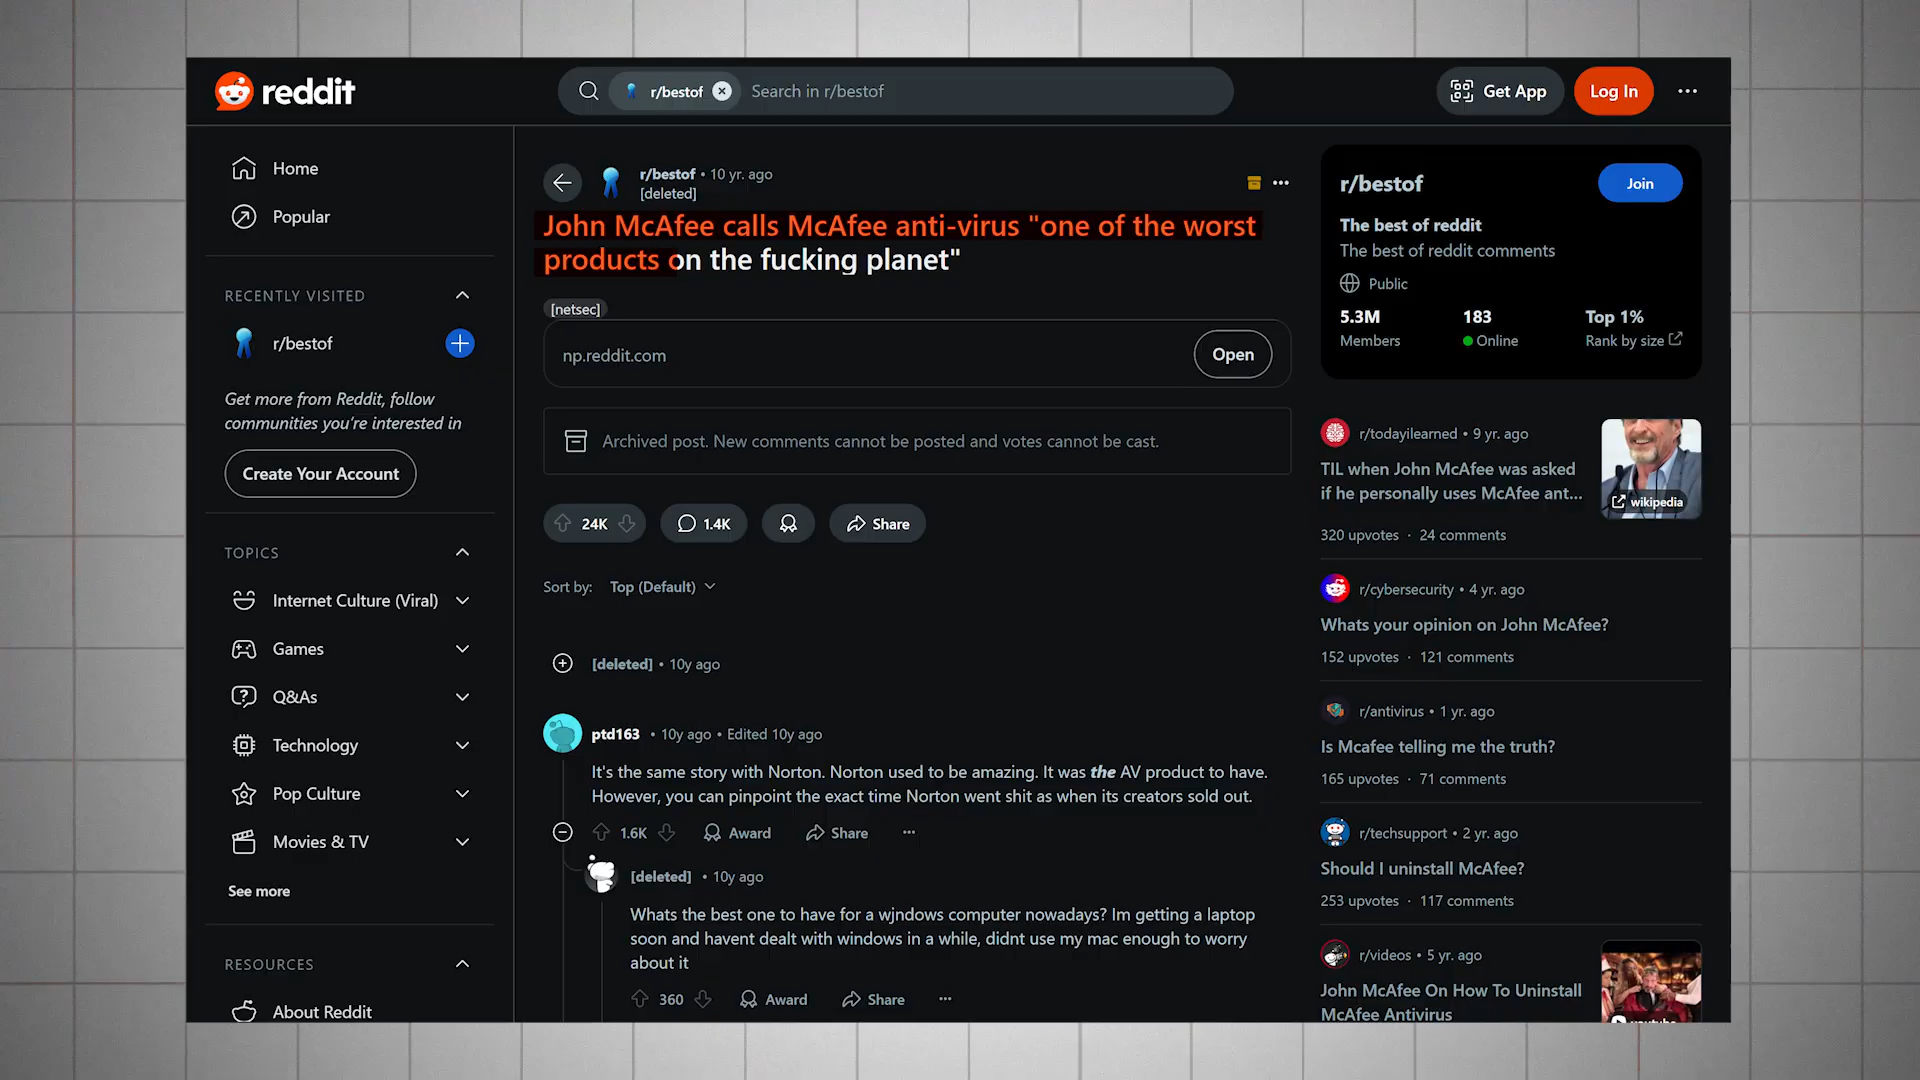 reddit
r/bestof
Search in r/bestof
Get App
Log In
Home
Popular
RECENTLY VISITED
r/bestof
Get more from Reddit, follow
communities you're interested in
Create Your Account
TOPICS
Internet Culture (Viral)
Games
Q&As
Technology
Pop Culture
Movies & TV
See more
RESOURCES
About Reddit
r/bestof • 10 yr. ago
[deleted]
John McAfee calls McAfee anti-virus "one of the worst
products on the fucking planet"
[netsec]
np.reddit.com
Open
Archived post. New comments cannot be posted and votes cannot be cast.
24K
1.4K
Share
Sort by: Top (Default)
[deleted] • 10y ago
ptd163 • 10y ago • Edited 10y ago
It's the same story with Norton. Norton used to be amazing. It was the AV product to have.
However, you can pinpoint the exact time Norton went shit as when its creators sold out.
1.6K Award Share
[deleted] • 10y ago
Whats the best one to have for a wjndows computer nowadays? Im getting a laptop
soon and havent dealt with windows in a while, didnt use my mac enough to worry
about it
360 Award Share
r/bestof
Join
The best of reddit
The best of reddit comments
Public
5.3M 183 Top 1%
Members Online Rank by size
r/todayilearned • 9 yr. ago
TIL when John McAfee was asked
if he personally uses McAfee ant...
wikipedia
320 upvotes · 24 comments
r/cybersecurity • 4 yr. ago
Whats your opinion on John McAfee?
152 upvotes · 121 comments
r/antivirus • 1 yr. ago
Is Mcafee telling me the truth?
165 upvotes · 71 comments
r/techsupport • 2 yr. ago
Should I uninstall McAfee?
253 upvotes · 117 comments
r/videos • 5 yr. ago
John McAfee On How To Uninstall
McAfee Antivirus